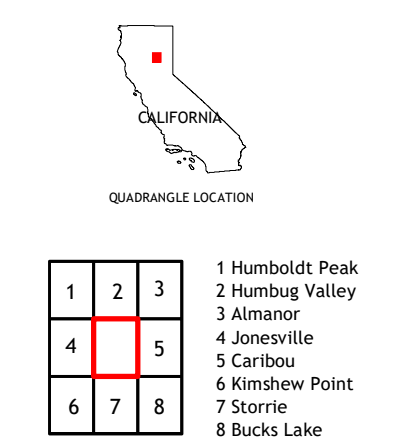 CALIFORNIA
QUADRANGLE LOCATION
1 2 3
4 5
6 7 8
1 Humboldt Peak
2 Humbug Valley
3 Almanor
4 Jonesville
5 Caribou
6 Kimshew Point
7 Storrie
8 Bucks Lake